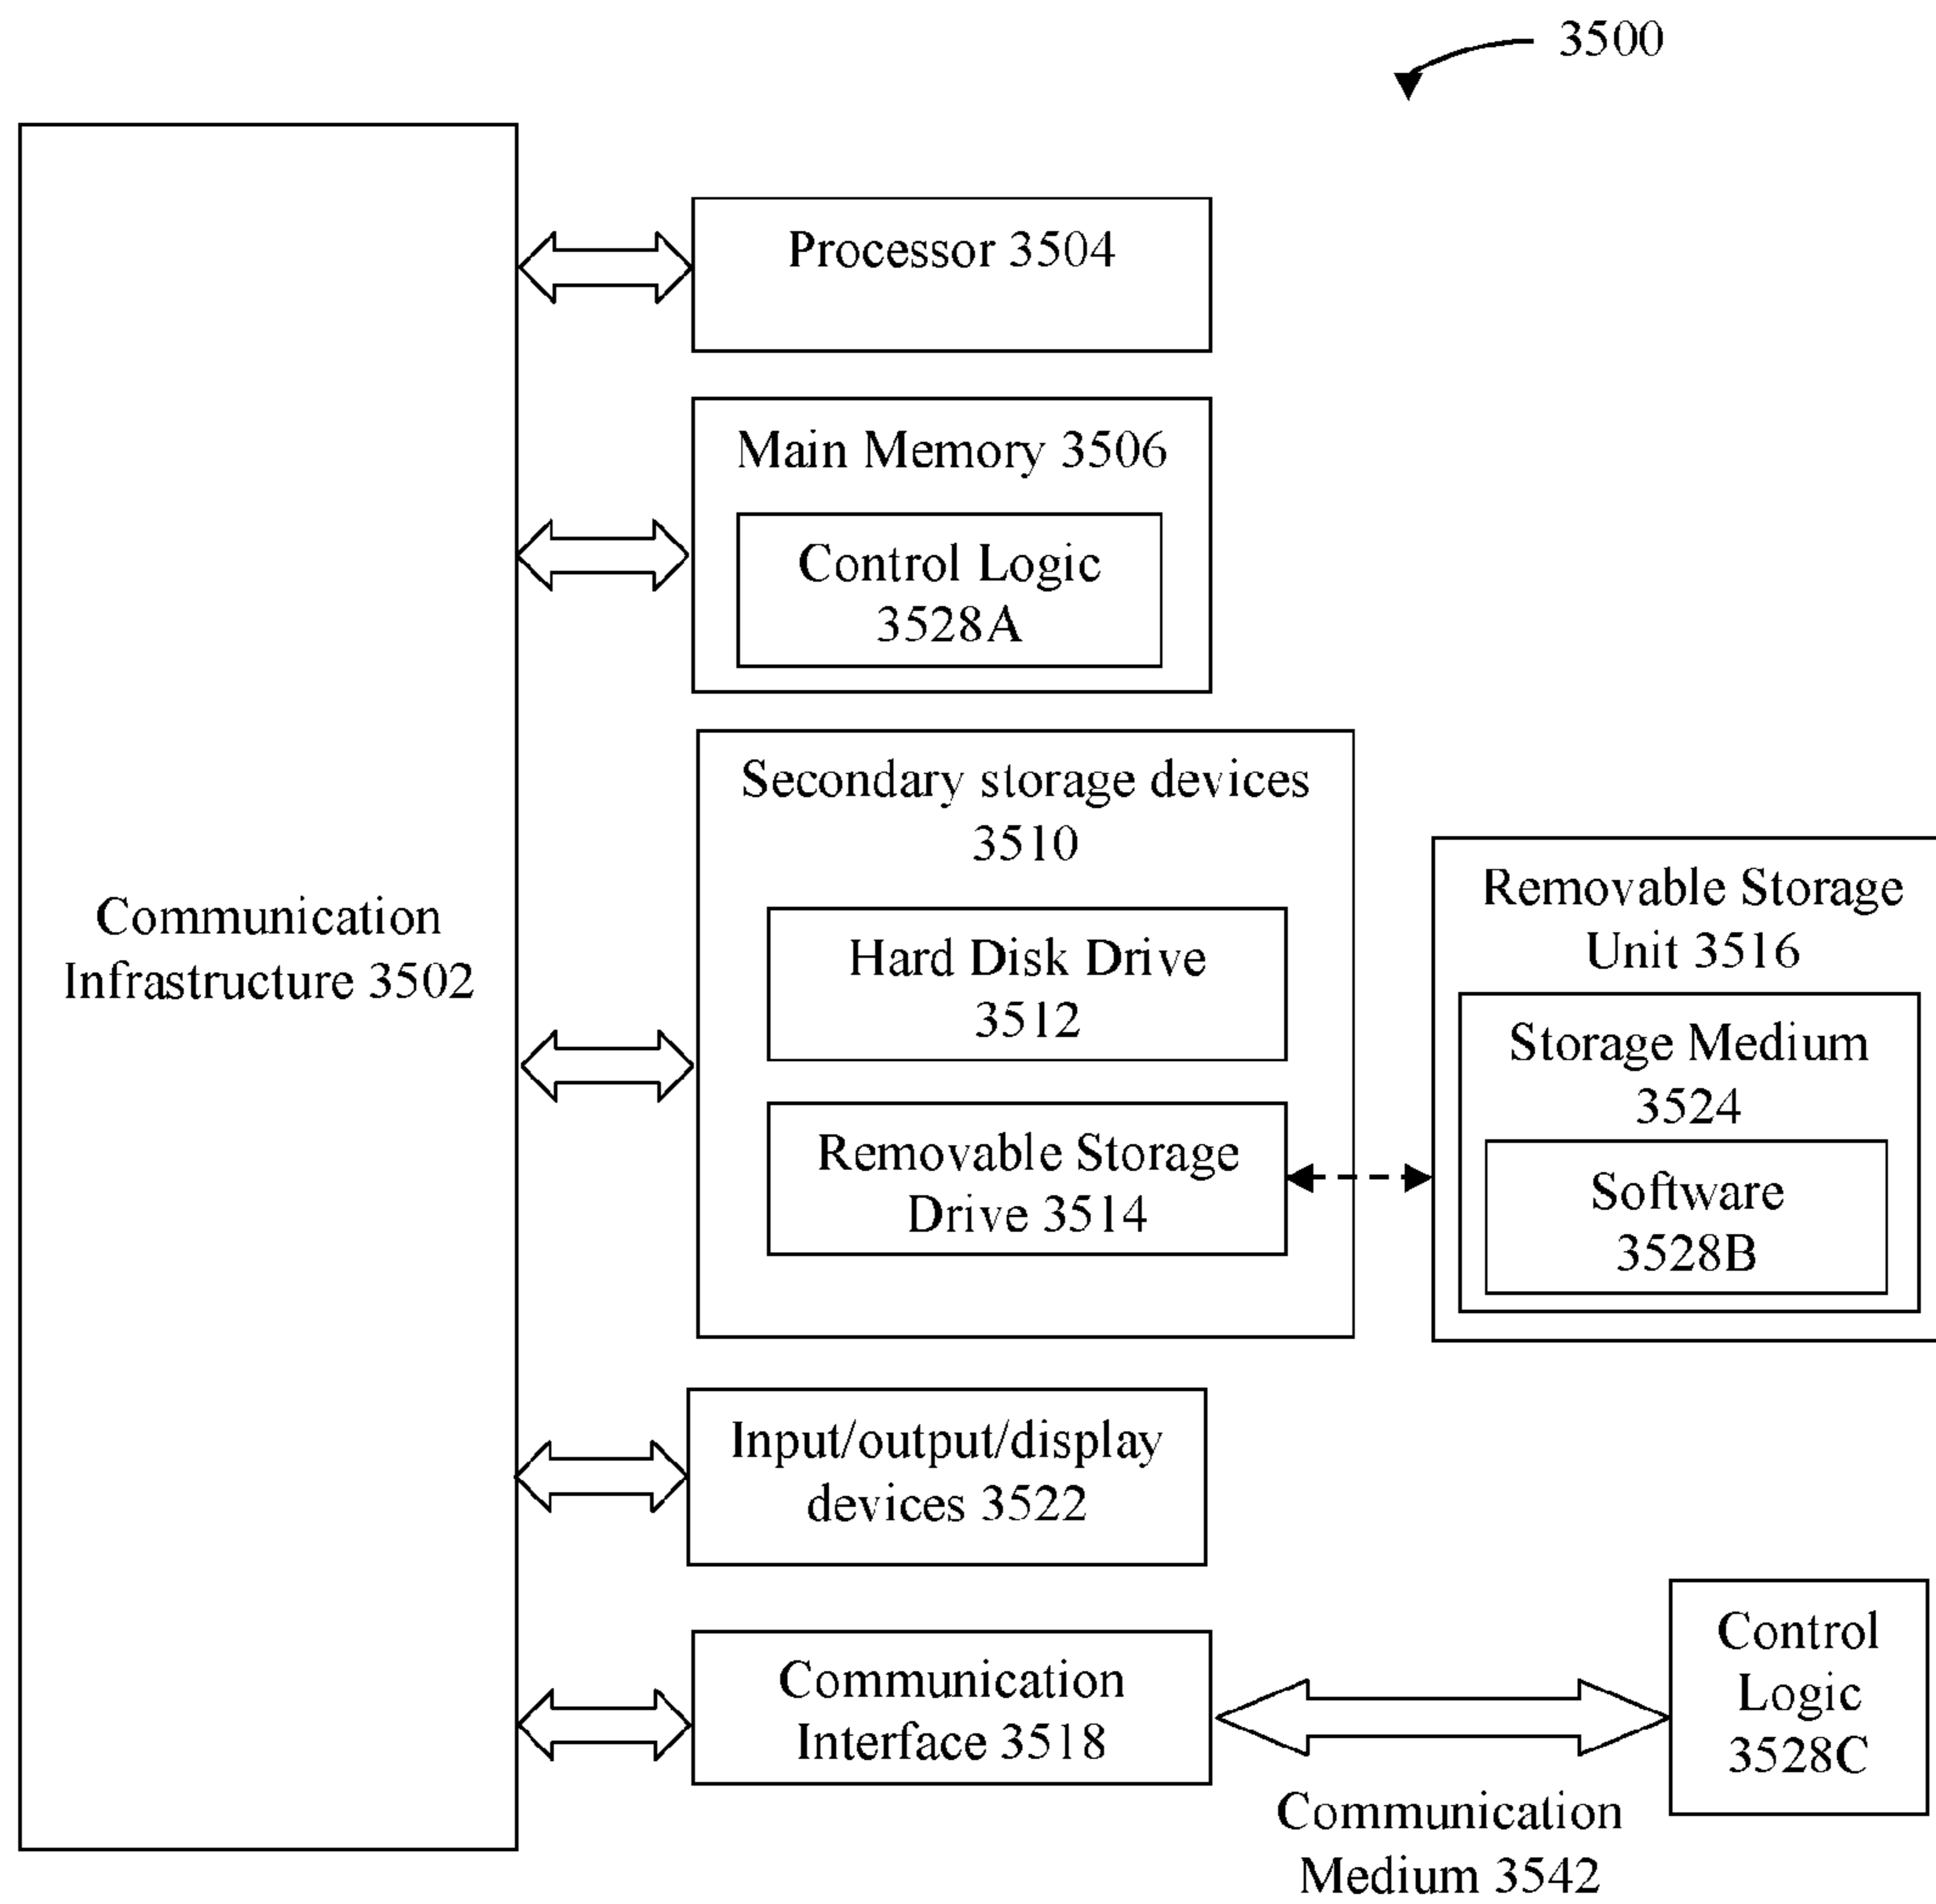 3500
Processor 3504
Main Memory 3506
Control Logic
3528A
Secondary storage devices
3510
Hard Disk Drive
3512
Removable Storage
Drive 3514
Communication
Infrastructure 3502
Removable Storage
Unit 3516
Storage Medium
3524
Software
3528B
Input/output/display
devices 3522
Communication
Interface 3518
Control
Logic
3528C
Communication
Medium 3542